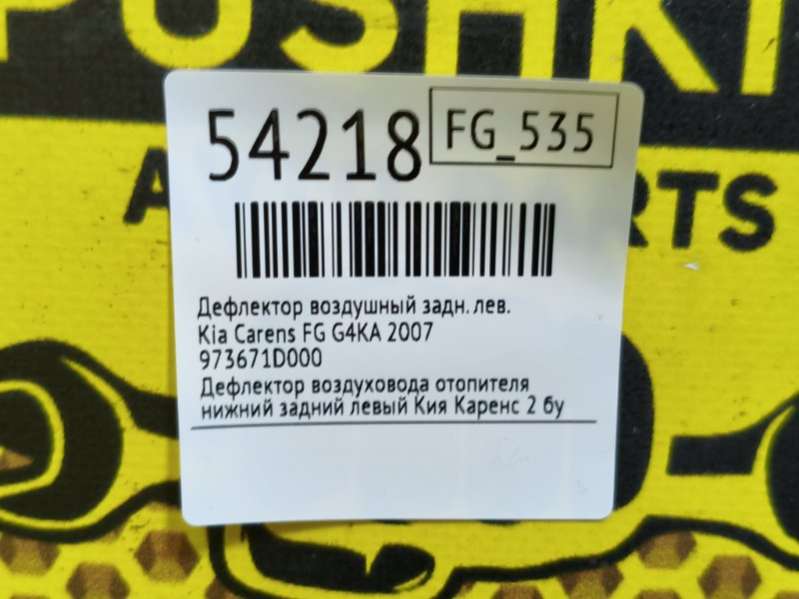 PUSHKI
54218
FG_535
Дефлектор воздушный задн. лев.
Kia Carens FG G4KA 2007
973671D000
Дефлектор воздуховода отопителя
нижний задний левый Кия Каренс 2 бу